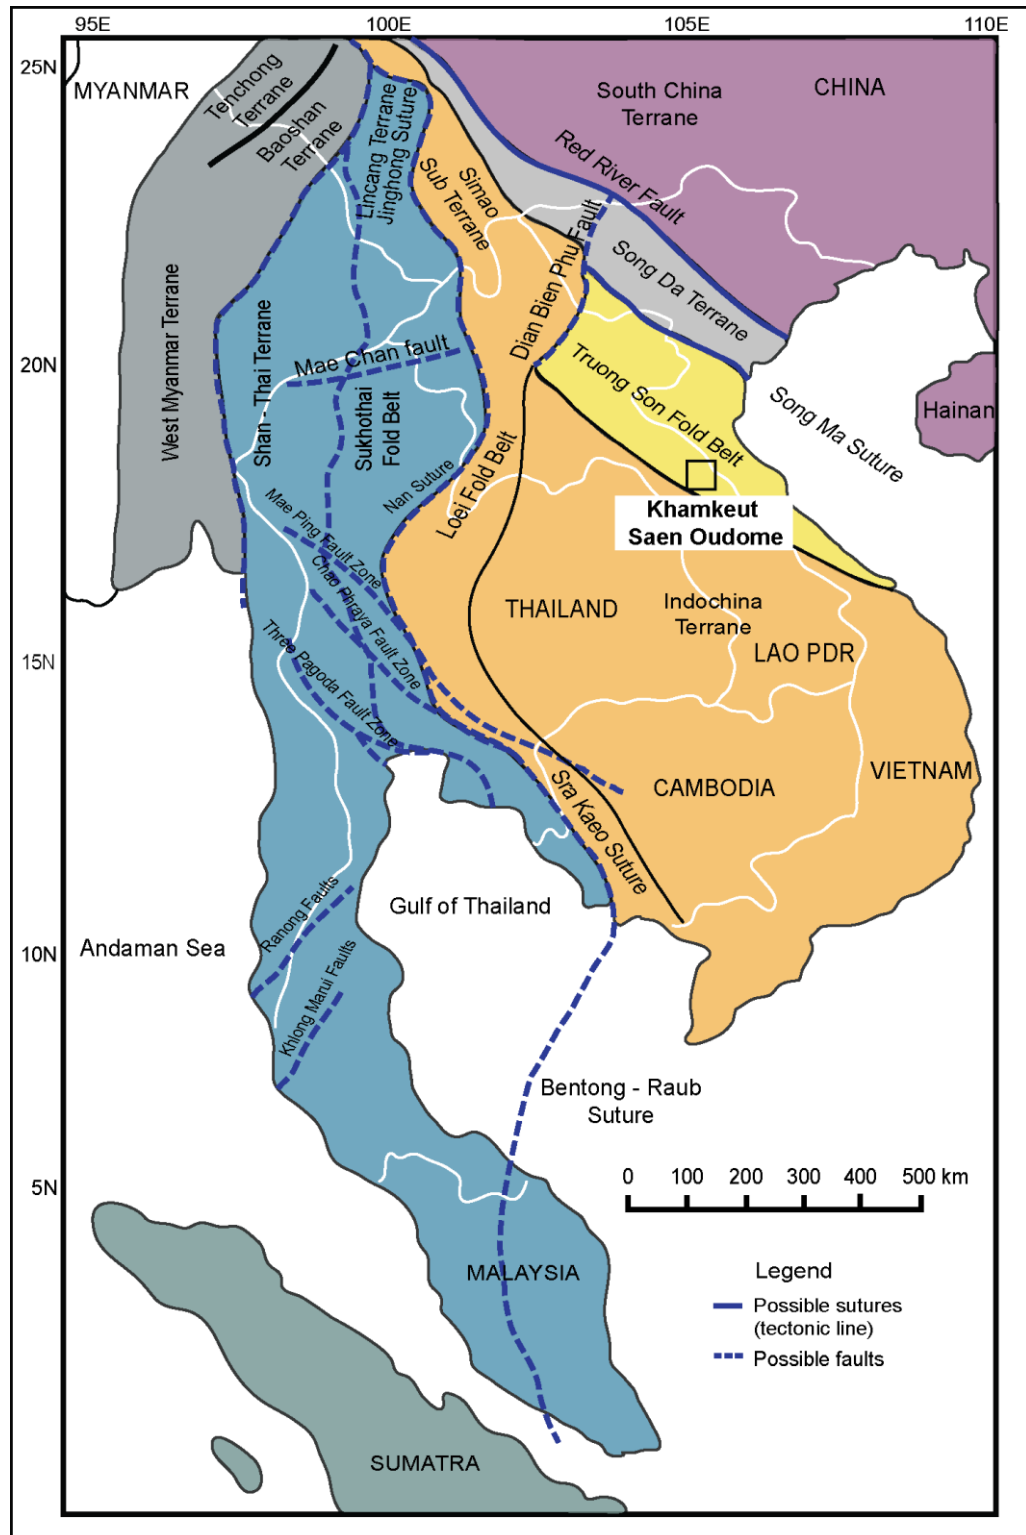 95E
100E
105E
110E
25N
20N
15N
10N
5N
MYANMAR
Tenchong
Terrane
Baoshan
Terrane
Lincang Terrane
Jinghong Suture
Simao
Sub Terrane
South China
Terrane
CHINA
Red River Fault
Song Da Terrane
Dian Bien Phu Fault
West Myanmar Terrane
Shan - Thai Terrane
Mae Chan fault
Sukhothai
Fold Belt
Nan Suture
Loei Fold Belt
Truong Son Fold Belt
Song Ma Suture
Hainan
Khamkeut
Saen Oudome
Mae Ping Fault Zone
Chao Phraya Fault Zone
Three Pagoda Fault Zone
THAILAND
Indochina
Terrane
LAO PDR
VIETNAM
CAMBODIA
Sra Kaeo Suture
Gulf of Thailand
Andaman Sea
Ranong Faults
Khlong Marui Faults
Bentong - Raub
Suture
0 100 200 300 400 500 km
MALAYSIA
SUMATRA
Legend
Possible sutures
(tectonic line)
Possible faults